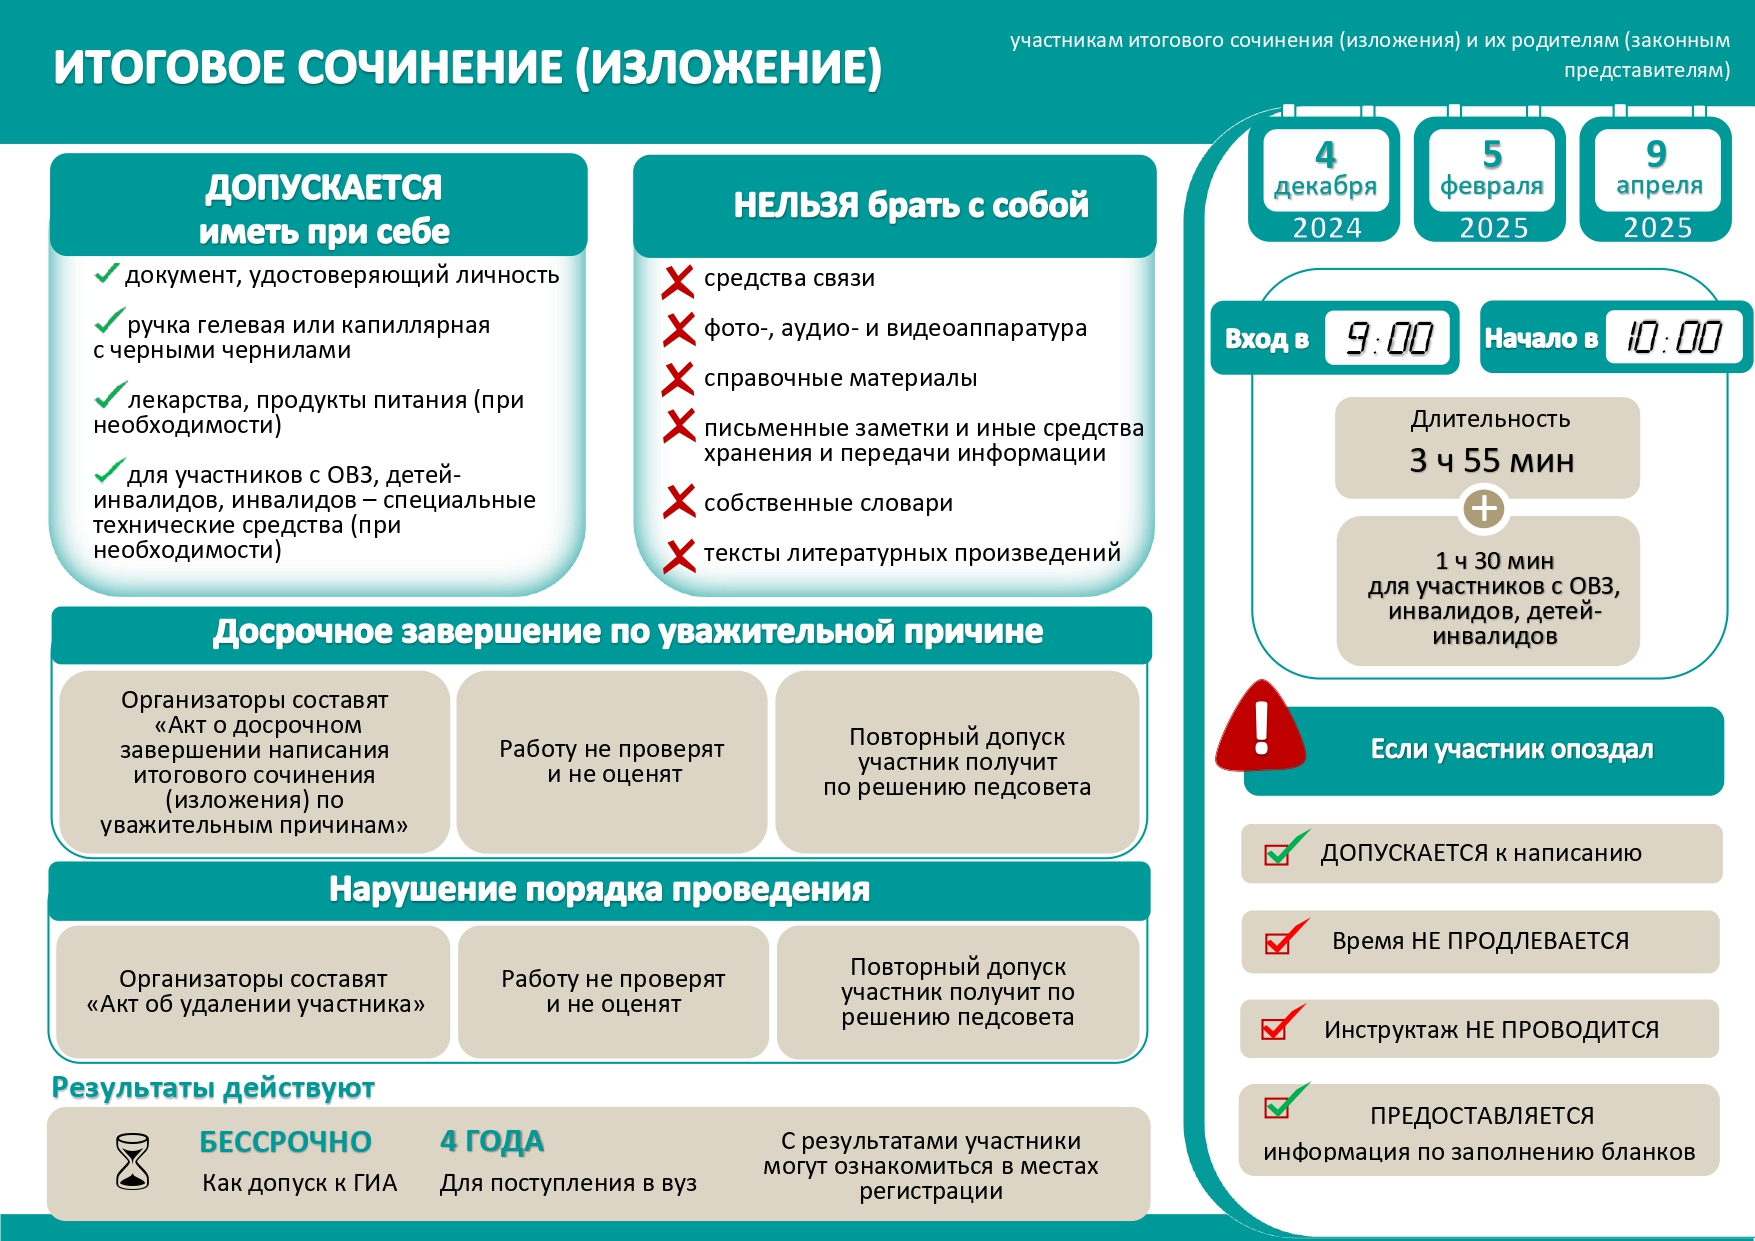 ИТОГОВОЕ СОЧИНЕНИЕ (ИЗЛОЖЕНИЕ)
участникам итогового сочинения (изложения) и их родителям (законным
представителям)
ДОПУСКАЕТСЯ
иметь при себе
документ, удостоверяющий личность
ручка гелевая или капиллярная
с черными чернилами
лекарства, продукты питания (при
необходимости)
для участников с ОВЗ, детей-
инвалидов, инвалидов – специальные
технические средства (при
необходимости)
НЕЛЬЗЯ брать с собой
средства связи
фото-, аудио- и видеоаппаратура
справочные материалы
письменные заметки и иные средства
хранения и передачи информации
собственные словари
тексты литературных произведений
4
декабря
2024
5
февраля
2025
9
апреля
2025
Вход в 9:00
Начало в 10:00
Длительность
3 ч 55 мин
+
1 ч 30 мин
для участников с ОВЗ,
инвалидов, детей-
инвалидов
Досрочное завершение по уважительной причине
Организаторы составят
«Акт о досрочном
завершении написания
итогового сочинения
(изложения) по
уважительным причинам»
Работу не проверят
и не оценят
Повторный допуск
участник получит
по решению педсовета
Нарушение порядка проведения
Организаторы составят
«Акт об удалении участника»
Работу не проверят
и не оценят
Повторный допуск
участник получит по
решению педсовета
Результаты действуют
БЕССРОЧНО
Как допуск к ГИА
4 ГОДА
Для поступления в вуз
С результатами участники
могут ознакомиться в местах
регистрации
!
Если участник опоздал
ДОПУСКАЕТСЯ к написанию
Время НЕ ПРОДЛЕВАЕТСЯ
Инструктаж НЕ ПРОВОДИТСЯ
ПРЕДОСТАВЛЯЕТСЯ
информация по заполнению бланков